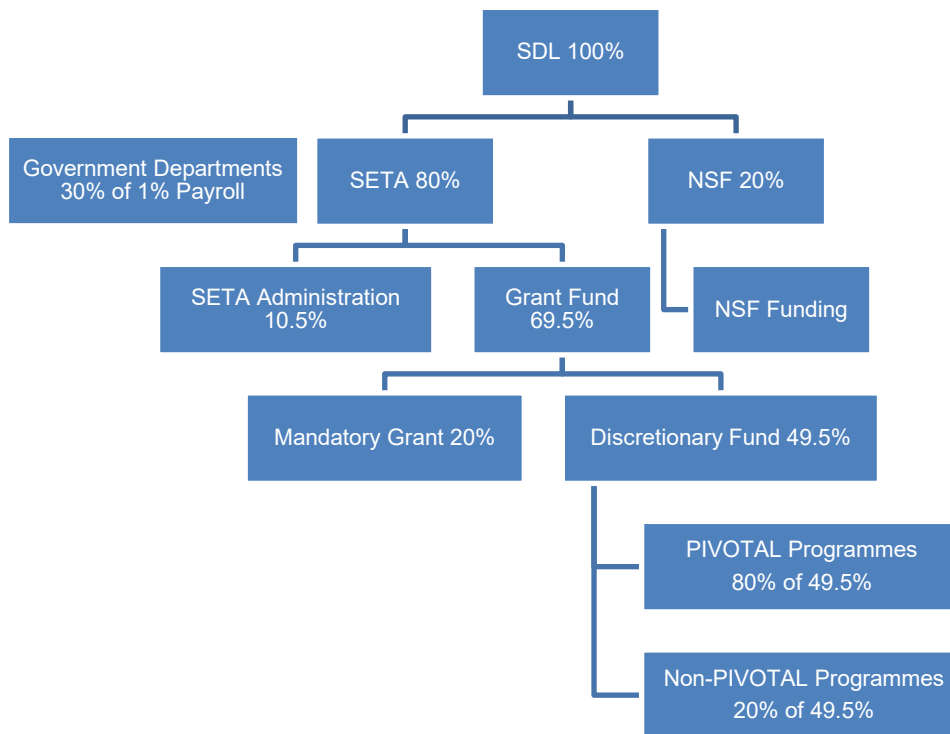 SDL 100%
Government Departments
30% of 1% Payroll
SETA 80%
NSF 20%
SETA Administration
10.5%
Grant Fund
69.5%
NSF Funding
Mandatory Grant 20%
Discretionary Fund 49.5%
PIVOTAL Programmes
80% of 49.5%
Non-PIVOTAL Programmes
20% of 49.5%